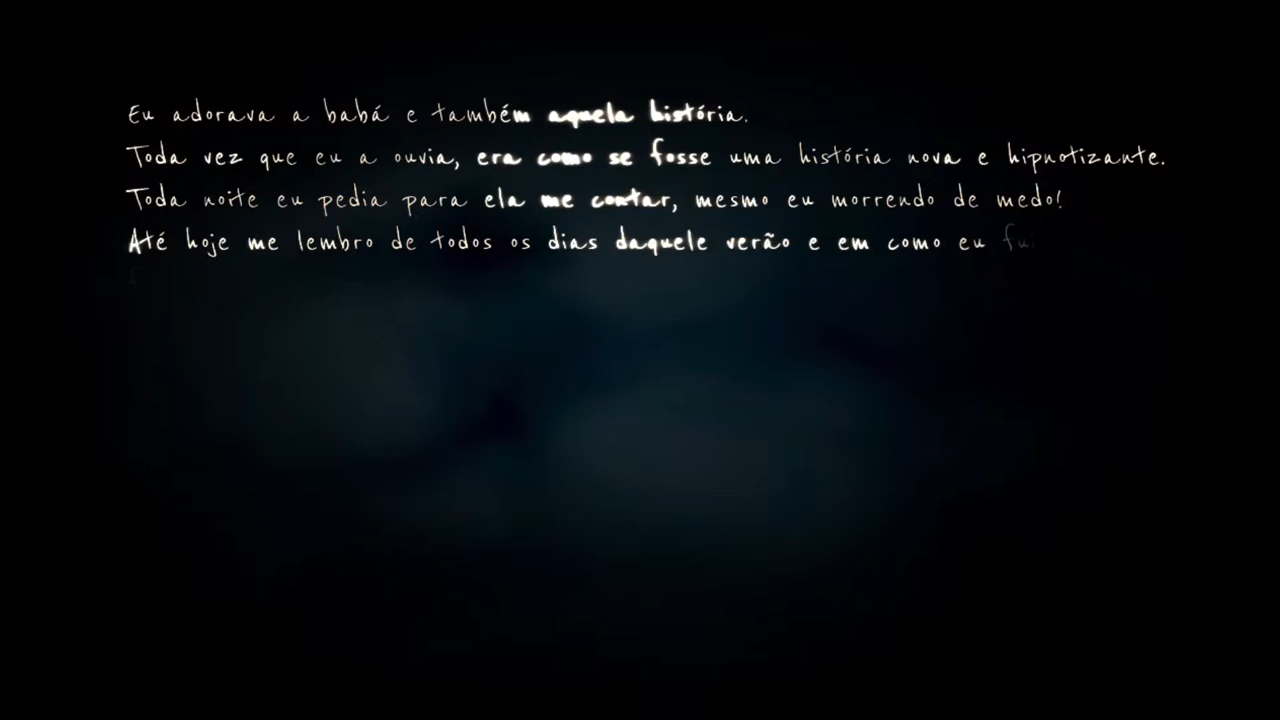 Eu adorava a babá e também aquela história.
Toda vez que eu a ouvia, era como se fosse uma história nova e hipnotizante.
Toda noite eu pedia para ela me contar, mesmo eu morrendo de medo!
Até hoje me lembro de todos os dias daquele verão e em como eu